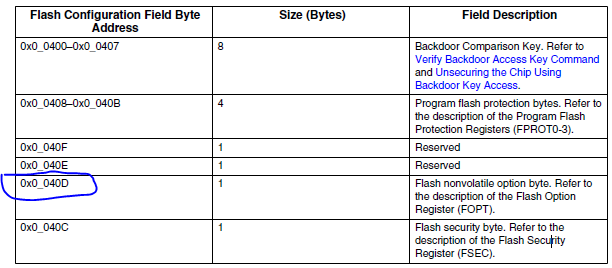 Flash Configuration Field Byte
Address
Size (Bytes)
Field Description
0x0_0400–0x0_0407
8
Backdoor Comparison Key. Refer to
Verify Backdoor Access Key Command
and Unsecuring the Chip Using
Backdoor Key Access.
0x0_0408–0x0_040B
4
Program flash protection bytes. Refer to
the description of the Program Flash
Protection Registers (FPROT0-3).
0x0_040F
1
Reserved
0x0_040E
1
Reserved
0x0_040D
1
Flash nonvolatile option byte. Refer to
the description of the Flash Option
Register (FOPT).
0x0_040C
1
Flash security byte. Refer to the
description of the Flash Security
Register (FSEC).